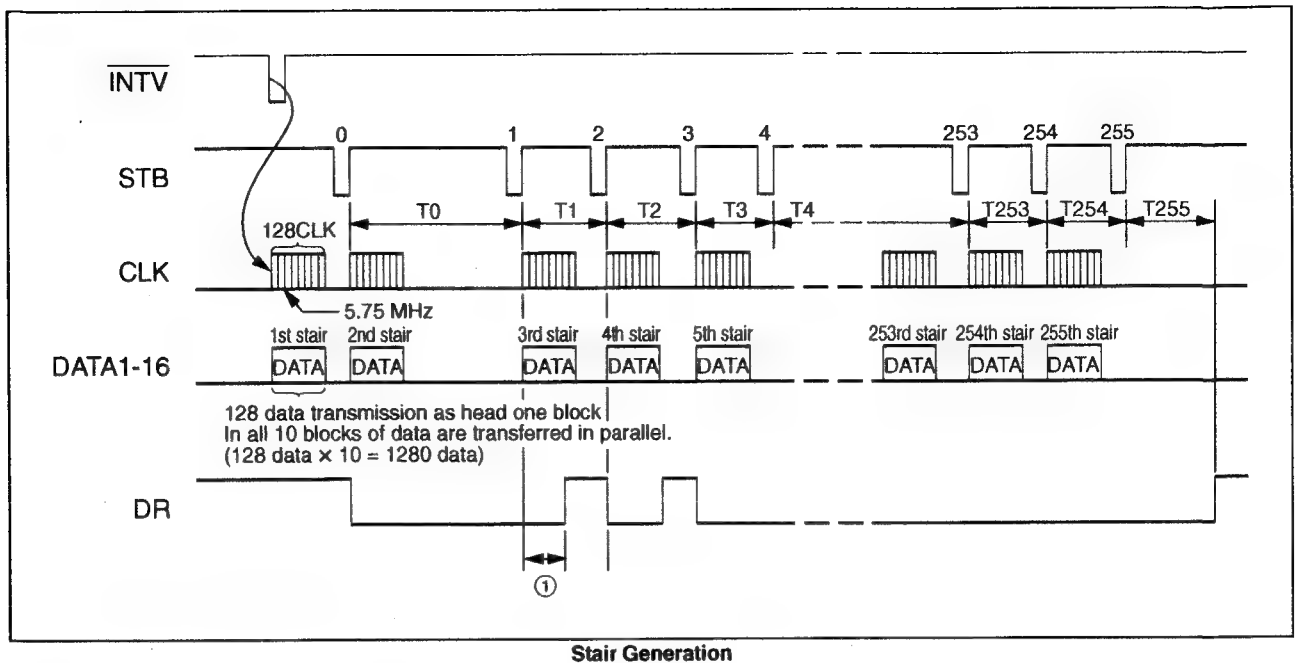 INTV
0 1 2 3 4 253 254 255
STB
T0 T1 T2 T3 T4 T253 T254 T255
128CLK
CLK
5.75 MHz
1st stair 2nd stair 3rd stair 4th stair 5th stair 253rd stair 254th stair 255th stair
DATA1-16 DATA DATA DATA DATA DATA DATA DATA DATA
128 data transmission as head one block
In all 10 blocks of data are transferred in parallel.
(128 data × 10 = 1280 data)
DR
①
Stair Generation